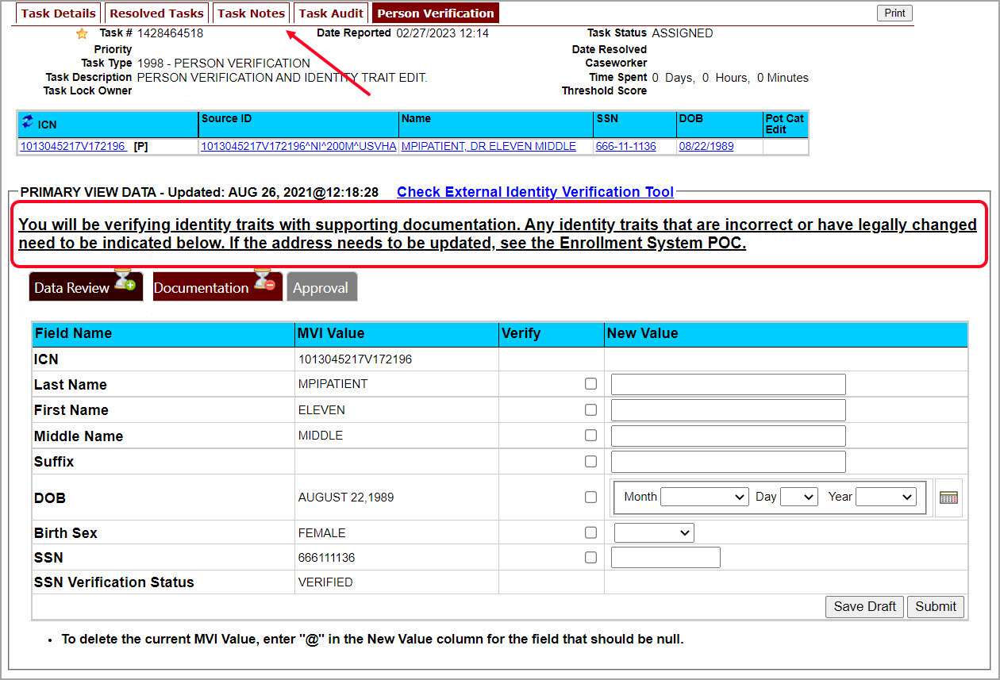 Task Details Resolved Tasks Task Notes Task Audit Person Verification Print
Task # 1428464518 Date Reported 02/27/2023 12:14 Task Status ASSIGNED
Priority Date Resolved
Task Type 1998 - PERSON VERIFICATION Caseworker
Task Description PERSON VERIFICATION AND IDENTITY TRAIT EDIT. Time Spent 0 Days, 0 Hours, 0 Minutes
Task Lock Owner Threshold Score
ICN Source ID Name SSN DOB Pot Cat
Edit
1013045217V172196 [P] 1013045217V172196^NI^200M^USVHA MPIPATIENT, DR ELEVEN MIDDLE 666-11-1136 08/22/1989
PRIMARY VIEW DATA - Updated: AUG 26, 2021@12:18:28 Check External Identity Verification Tool
You will be verifying identity traits with supporting documentation. Any identity traits that are incorrect or have legally changed
need to be indicated below. If the address needs to be updated, see the Enrollment System POC.
Data Review Documentation Approval
Field Name MVI Value Verify New Value
ICN 1013045217V172196
Last Name MPIPATIENT
First Name ELEVEN
Middle Name MIDDLE
Suffix
DOB AUGUST 22,1989 Month Day Year
Birth Sex FEMALE
SSN 666111136
SSN Verification Status VERIFIED
Save Draft Submit
• To delete the current MVI Value, enter "@" in the New Value column for the field that should be null.